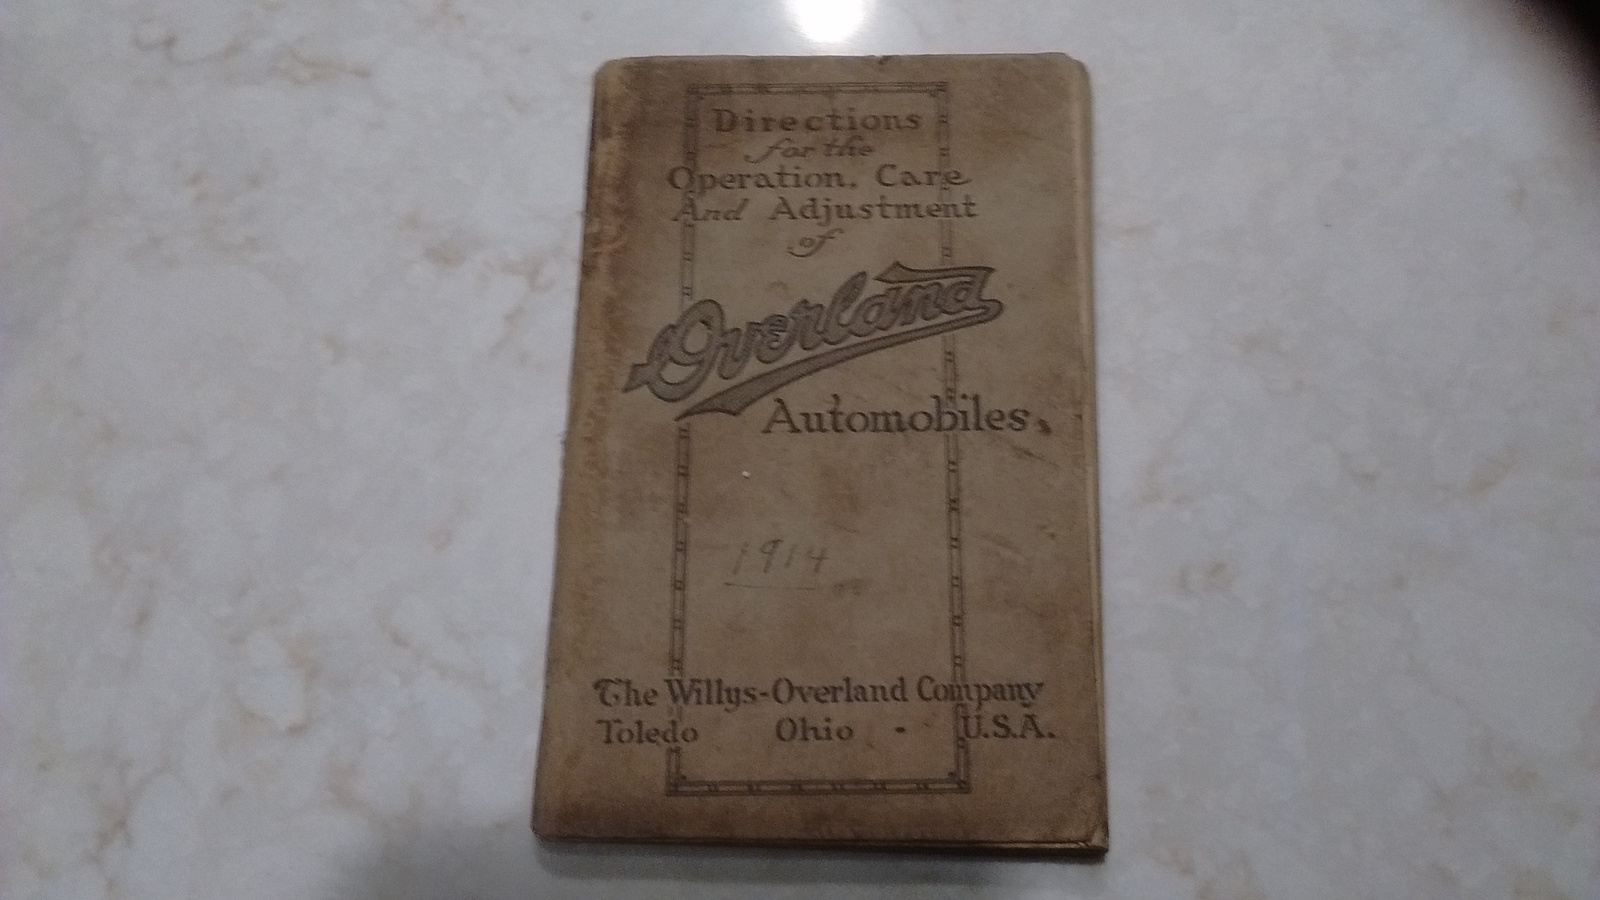 Directions
for the
Operation, Care
And Adjustment
of
Overland
Automobiles.
1914
The Willys-Overland Company
Toledo Ohio · U.S.A.